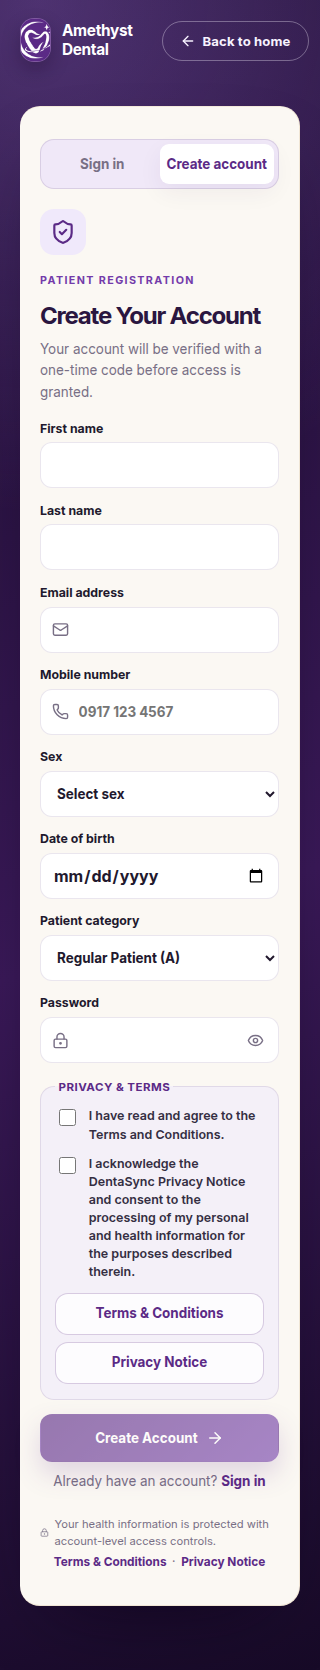 Amethyst
Dental
Back to home
Sign in
Create account
PATIENT REGISTRATION
Create Your Account
Your account will be verified with a
one-time code before access is
granted.
First name
Last name
Email address
Mobile number
0917 123 4567
Sex
Select sex
Date of birth
mm/dd/yyyy
Patient category
Regular Patient (A)
Password
PRIVACY & TERMS
I have read and agree to the
Terms and Conditions.
I acknowledge the
DentaSync Privacy Notice
and consent to the
processing of my personal
and health information for
the purposes described
therein.
Terms & Conditions
Privacy Notice
Create Account
Already have an account? Sign in
Your health information is protected with
account-level access controls.
Terms & Conditions · Privacy Notice